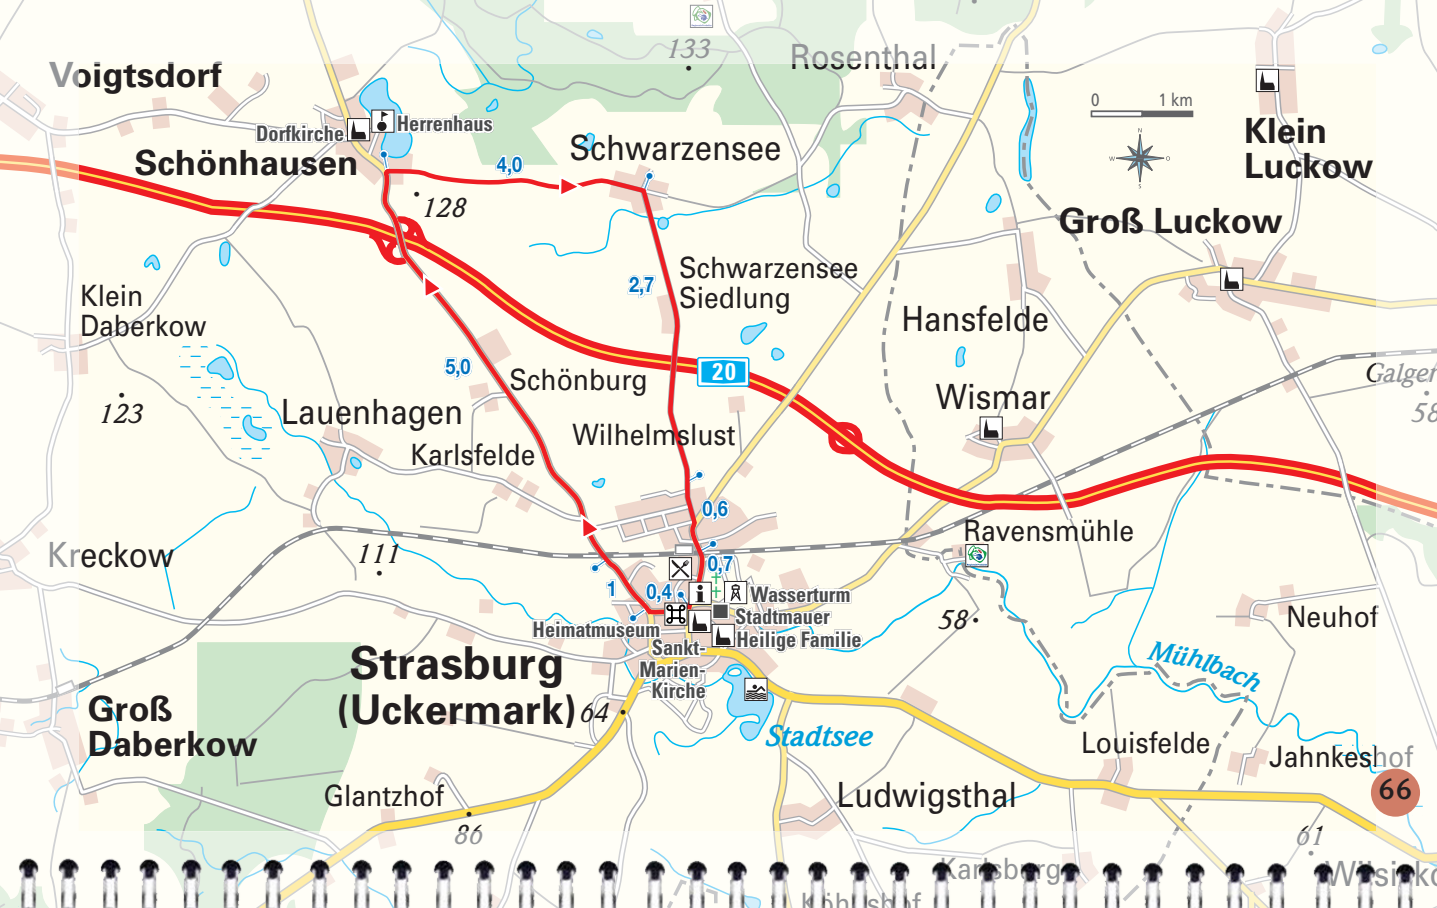 133
Rosenthal
Voigtsdorf
0 1 km
N
W O
S
Klein
Luckow
Dorfkirche
Herrenhaus
Schönhausen
4,0
Schwarzensee
128
Groß Luckow
Schwarzensee
Siedlung
2,7
Klein
Daberkow
Hansfelde
20
5,0
Schönburg
Galgen
58
123
Lauenhagen
Wismar
Karlsfelde
Wilhelmslust
0,6
Ravensmühle
Kreckow
111
0,7
1
0,4
i
Wasserturm
Stadtmauer
Heilige Familie
Heimatmuseum
Sankt-
Marien-
Kirche
58
Neuhof
Mühlbach
Strasburg
(Uckermark)
64
Groß
Daberkow
Stadtsee
Louisfelde
Jahnkeshof
66
Glantzhof
Ludwigsthal
86
61
Karlsburg